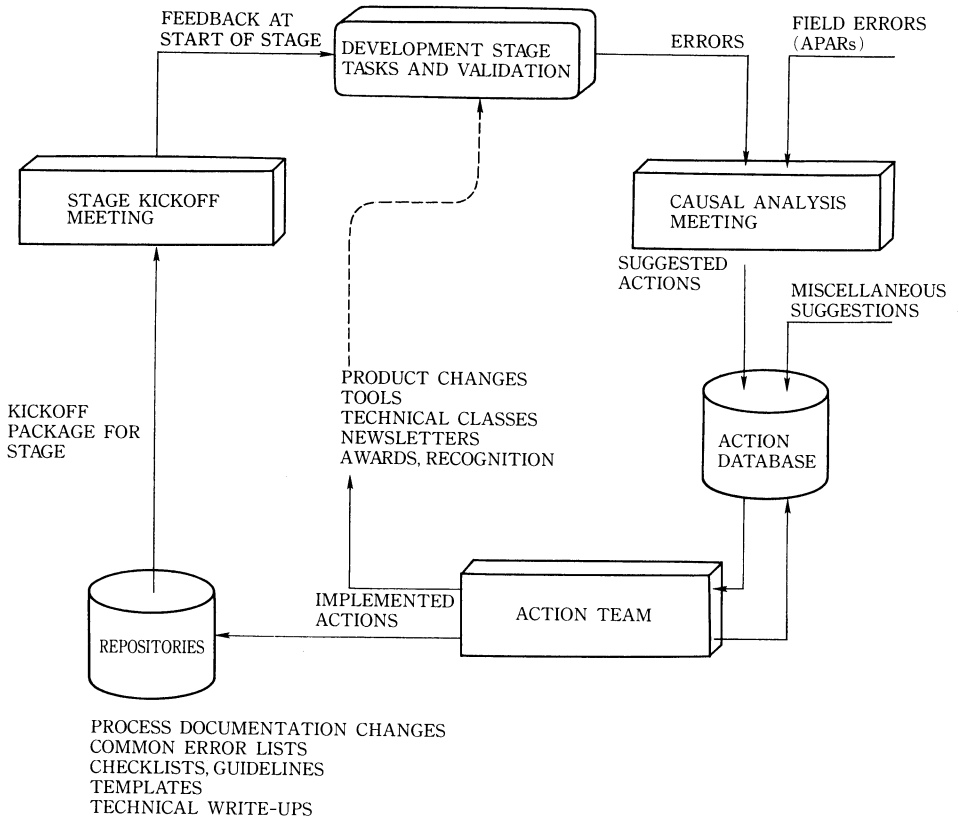 FEEDBACK AT
START OF STAGE
DEVELOPMENT STAGE
TASKS AND VALIDATION
ERRORS
FIELD ERRORS
(APARs)
STAGE KICKOFF
MEETING
CAUSAL ANALYSIS
MEETING
SUGGESTED
ACTIONS
MISCELLANEOUS
SUGGESTIONS
PRODUCT CHANGES
TOOLS
TECHNICAL CLASSES
NEWSLETTERS
AWARDS, RECOGNITION
KICKOFF
PACKAGE FOR
STAGE
ACTION
DATABASE
IMPLEMENTED
ACTIONS
ACTION TEAM
REPOSITORIES
PROCESS DOCUMENTATION CHANGES
COMMON ERROR LISTS
CHECKLISTS, GUIDELINES
TEMPLATES
TECHNICAL WRITE-UPS